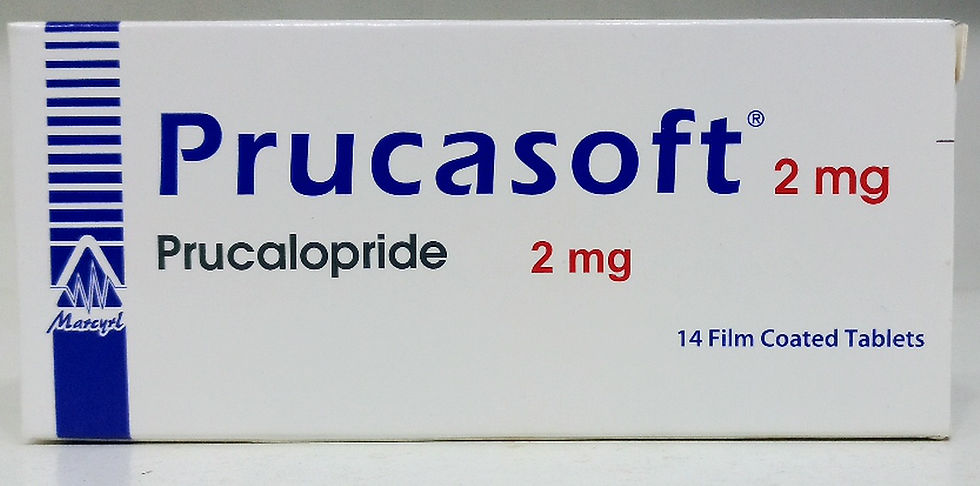 Prucasoft® 2 mg
Prucalopride 2 mg
Marcyrl
14 Film Coated Tablets